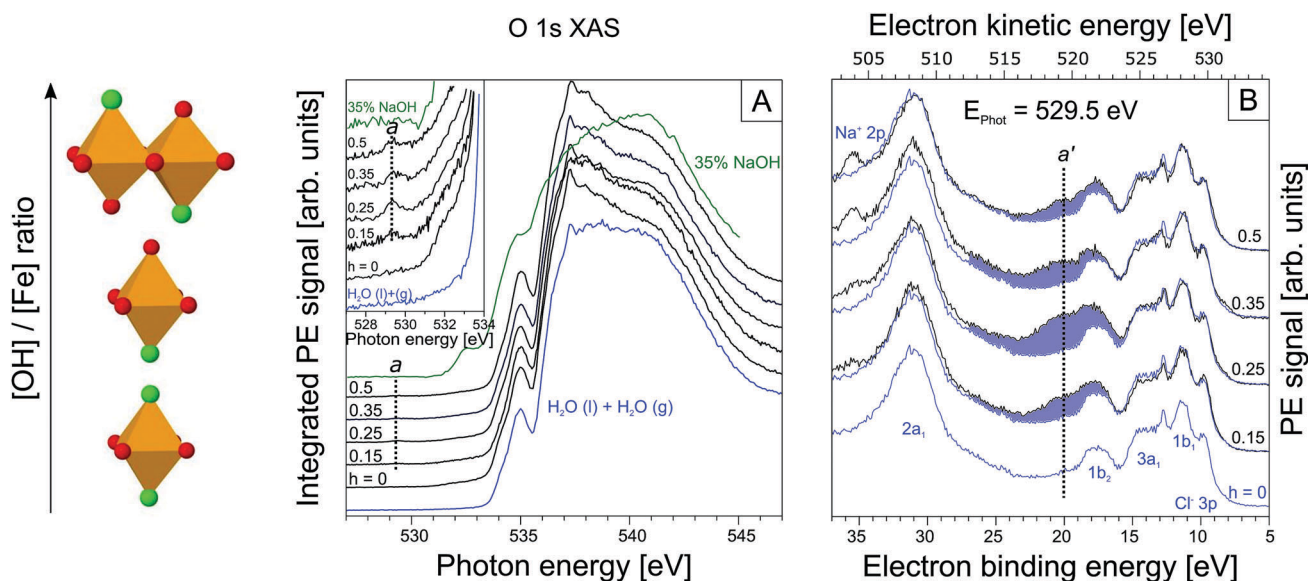 O 1s XAS
[OH] / [Fe] ratio
Integrated PE signal [arb. units]
A
35% NaOH
a
0.5
0.35
0.25
0.15
h = 0
H₂O (l)+(g)
528 530 532 534
Photon energy [eV]
35% NaOH
a
0.5
0.35
0.25
0.15
h = 0
H₂O (l) + H₂O (g)
530 535 540 545
Photon energy [eV]
Electron kinetic energy [eV]
505 510 515 520 525 530
B
E_Phot = 529.5 eV
Na⁺ 2p
a'
0.5
0.35
0.25
0.15
h = 0
2a₁
1b₂
3a₁
1b₁
Cl⁻ 3p
35 30 25 20 15 10 5
Electron binding energy [eV]
PE signal [arb. units]